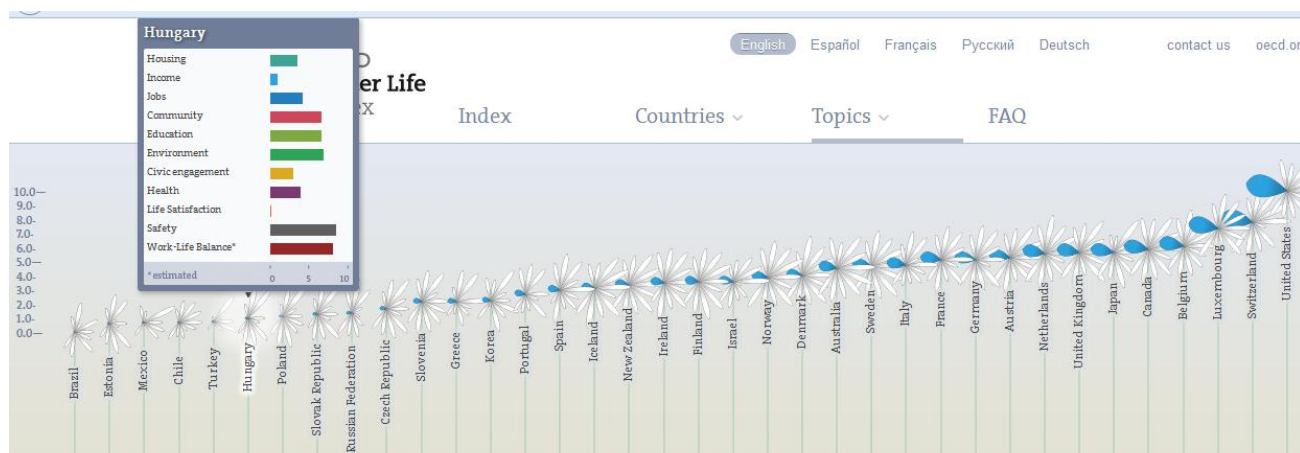 Hungary
Housing
Income
Jobs
Community
Education
Environment
Civic engagement
Health
Life Satisfaction
Safety
Work-Life Balance*
* estimated
0 5 10
er Life
English Español Français Русский Deutsch contact us
Index Countries Topics FAQ
10.0
9.0
8.0
7.0
6.0
5.0
4.0
3.0
2.0
1.0
0.0
Brazil
Estonia
Mexico
Chile
Turkey
Hungary
Poland
Slovak Republic
Russian Federation
Czech Republic
Slovenia
Greece
Korea
Portugal
Spain
Iceland
New Zealand
Ireland
Finland
Israel
Norway
Denmark
Australia
Sweden
Italy
France
Germany
Austria
Netherlands
United Kingdom
Japan
Canada
Belgium
Luxembourg
Switzerland
United States